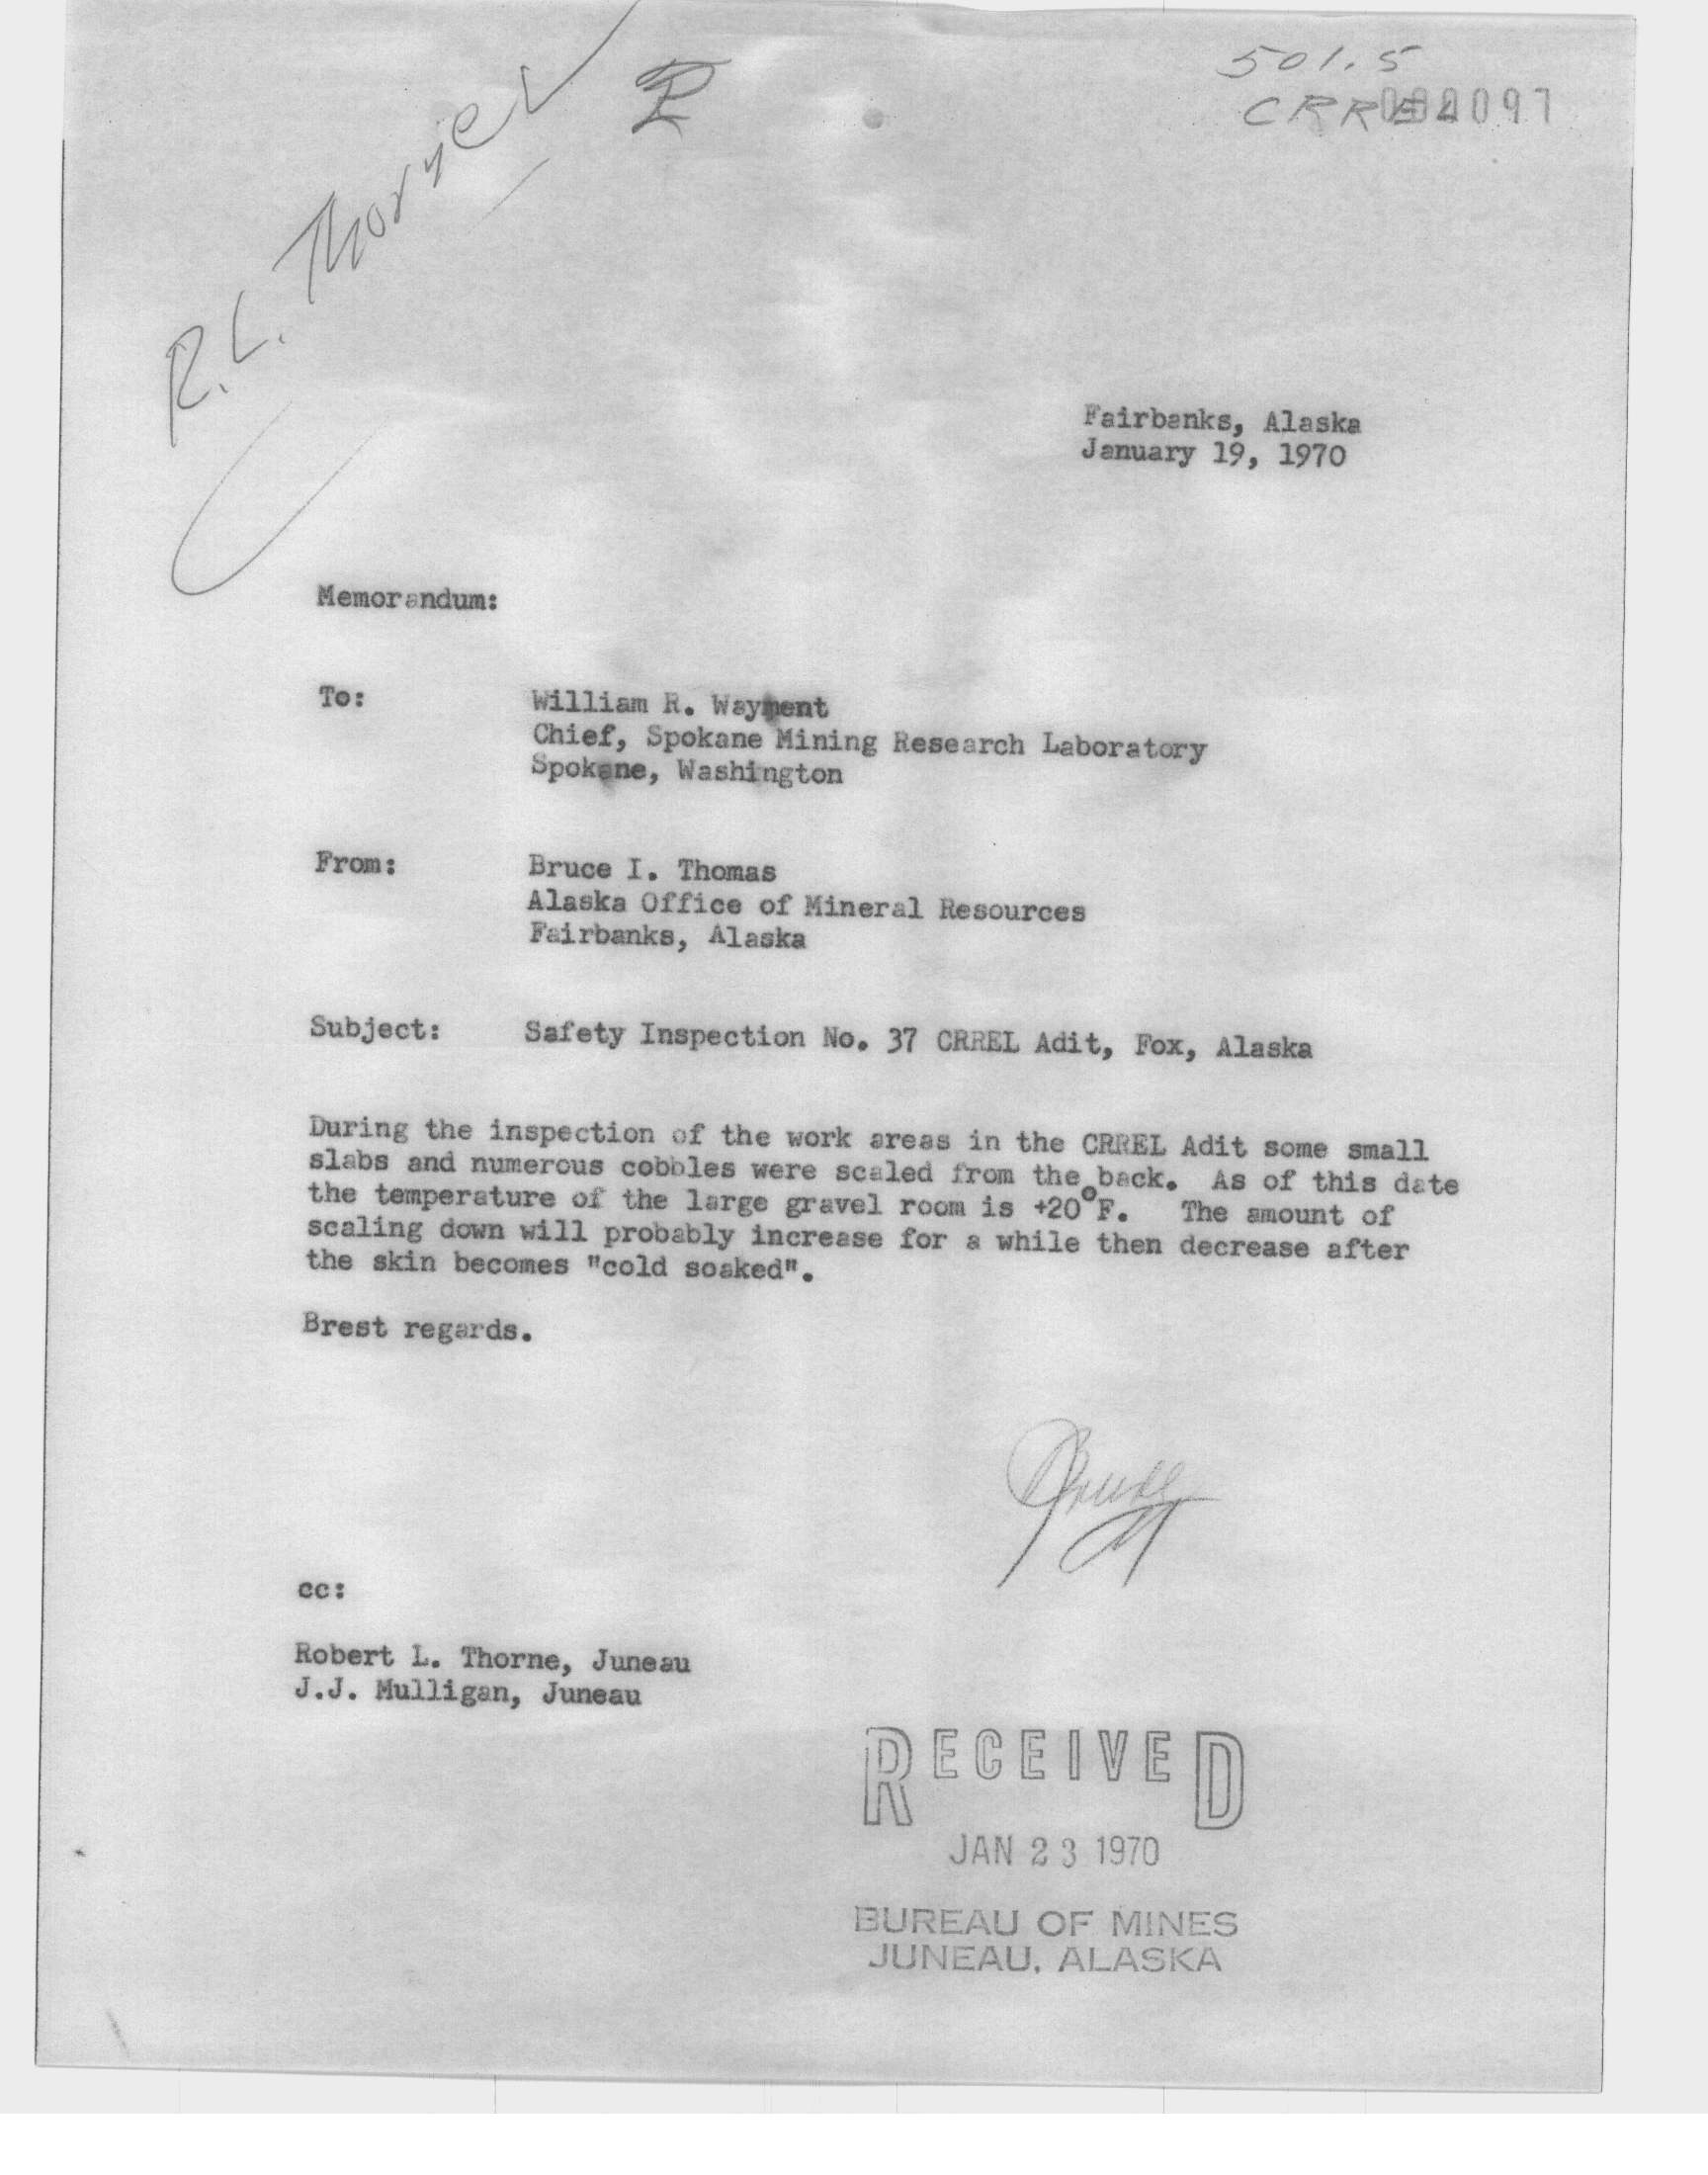 R.L. Thorne
501.5
CRREL 000097
Fairbanks, Alaska
January 19, 1970
Memorandum:
To: William R. Wayment
Chief, Spokane Mining Research Laboratory
Spokane, Washington
From: Bruce I. Thomas
Alaska Office of Mineral Resources
Fairbanks, Alaska
Subject: Safety Inspection No. 37 CRREL Adit, Fox, Alaska
During the inspection of the work areas in the CRREL Adit some small
slabs and numerous cobbles were scaled from the back. As of this date
the temperature of the large gravel room is +20°F. The amount of
scaling down will probably increase for a while then decrease after
the skin becomes "cold soaked".
Brest regards.
Bruce
cc:
Robert L. Thorne, Juneau
J.J. Mulligan, Juneau
RECEIVED
JAN 23 1970
BUREAU OF MINES
JUNEAU, ALASKA